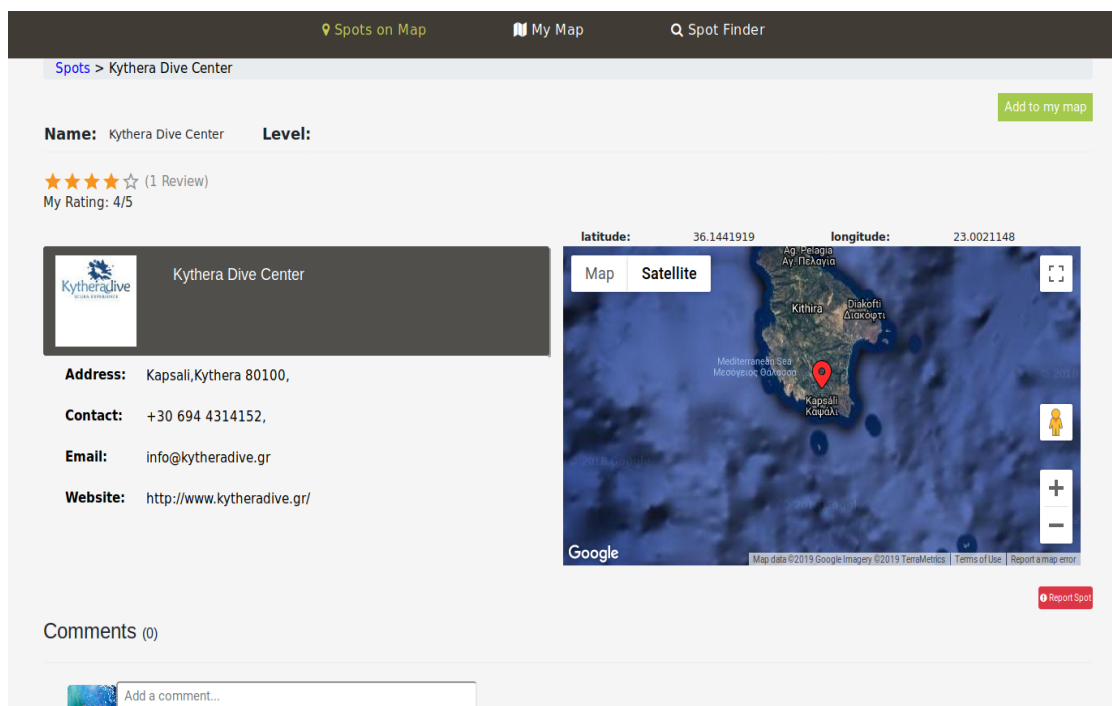 Spots on Map My Map Spot Finder
Spots > Kythera Dive Center
Add to my map
Name: Kythera Dive Center Level:
(1 Review)
My Rating: 4/5
latitude: 36.1441919 longitude: 23.0021148
Kytheradive
SCUBA EXPERIENCE
Kythera Dive Center
Address: Kapsali,Kythera 80100,
Contact: +30 694 4314152,
Email: info@kytheradive.gr
Website: http://www.kytheradive.gr/
Map Satellite
Ag. Pelagia
Αγ. Πελαγία
Kithira
Diakofti
Διακόφτι
Mediterranean Sea
Μεσόγειος Θάλασσα
Kapsali
Καψάλι
Google
Map data ©2019 Google Imagery ©2019 TerraMetrics Terms of Use Report a map error
Report Spot
Comments (0)
Add a comment...